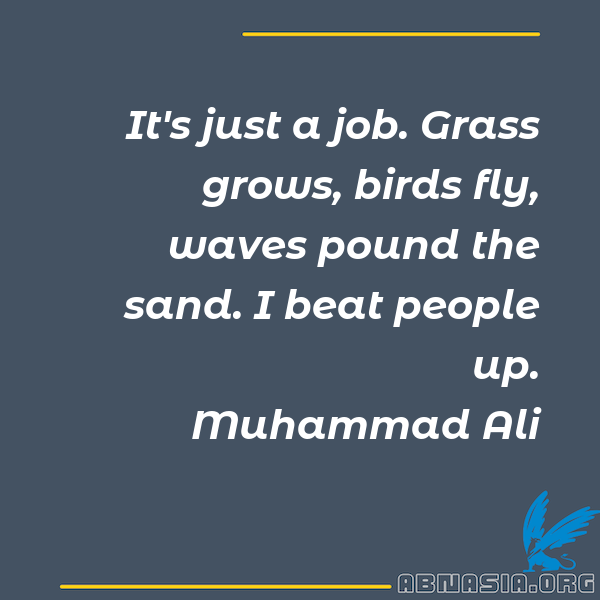 It's just a job. Grass
grows, birds fly,
waves pound the
sand. I beat people
up.
Muhammad Ali
ABNASIA.ORG